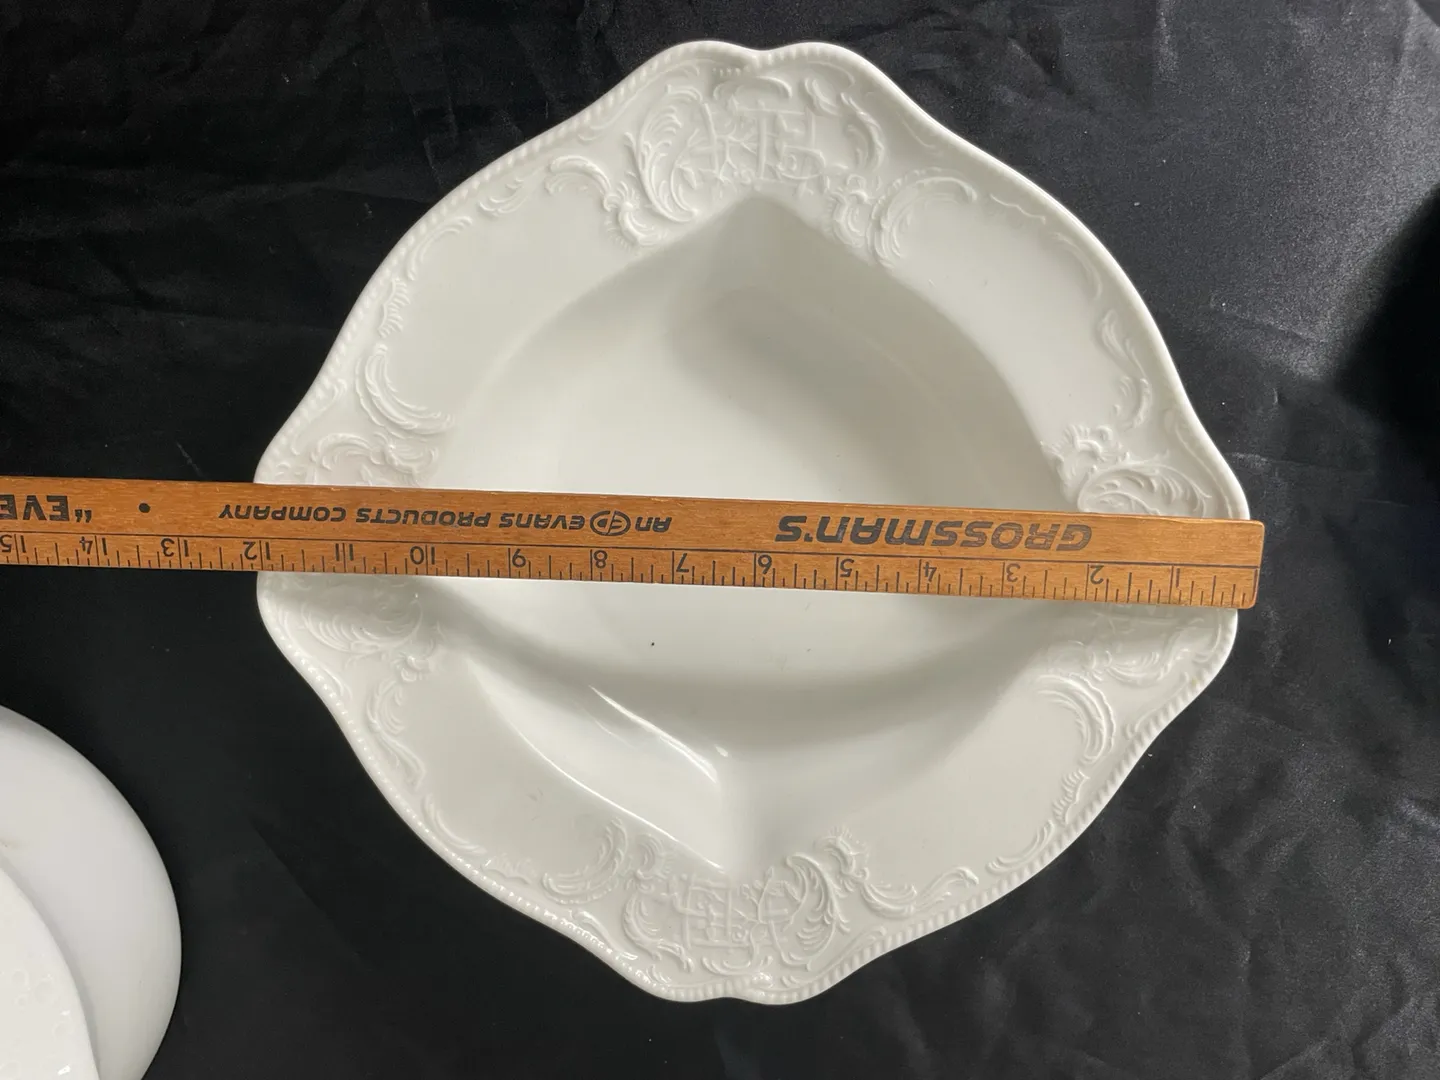 GROSSMAN'S AN ED EVANS PRODUCTS COMPANY • "EVE
1 2 3 4 5 6 7 8 9 10 11 12 13 14 15